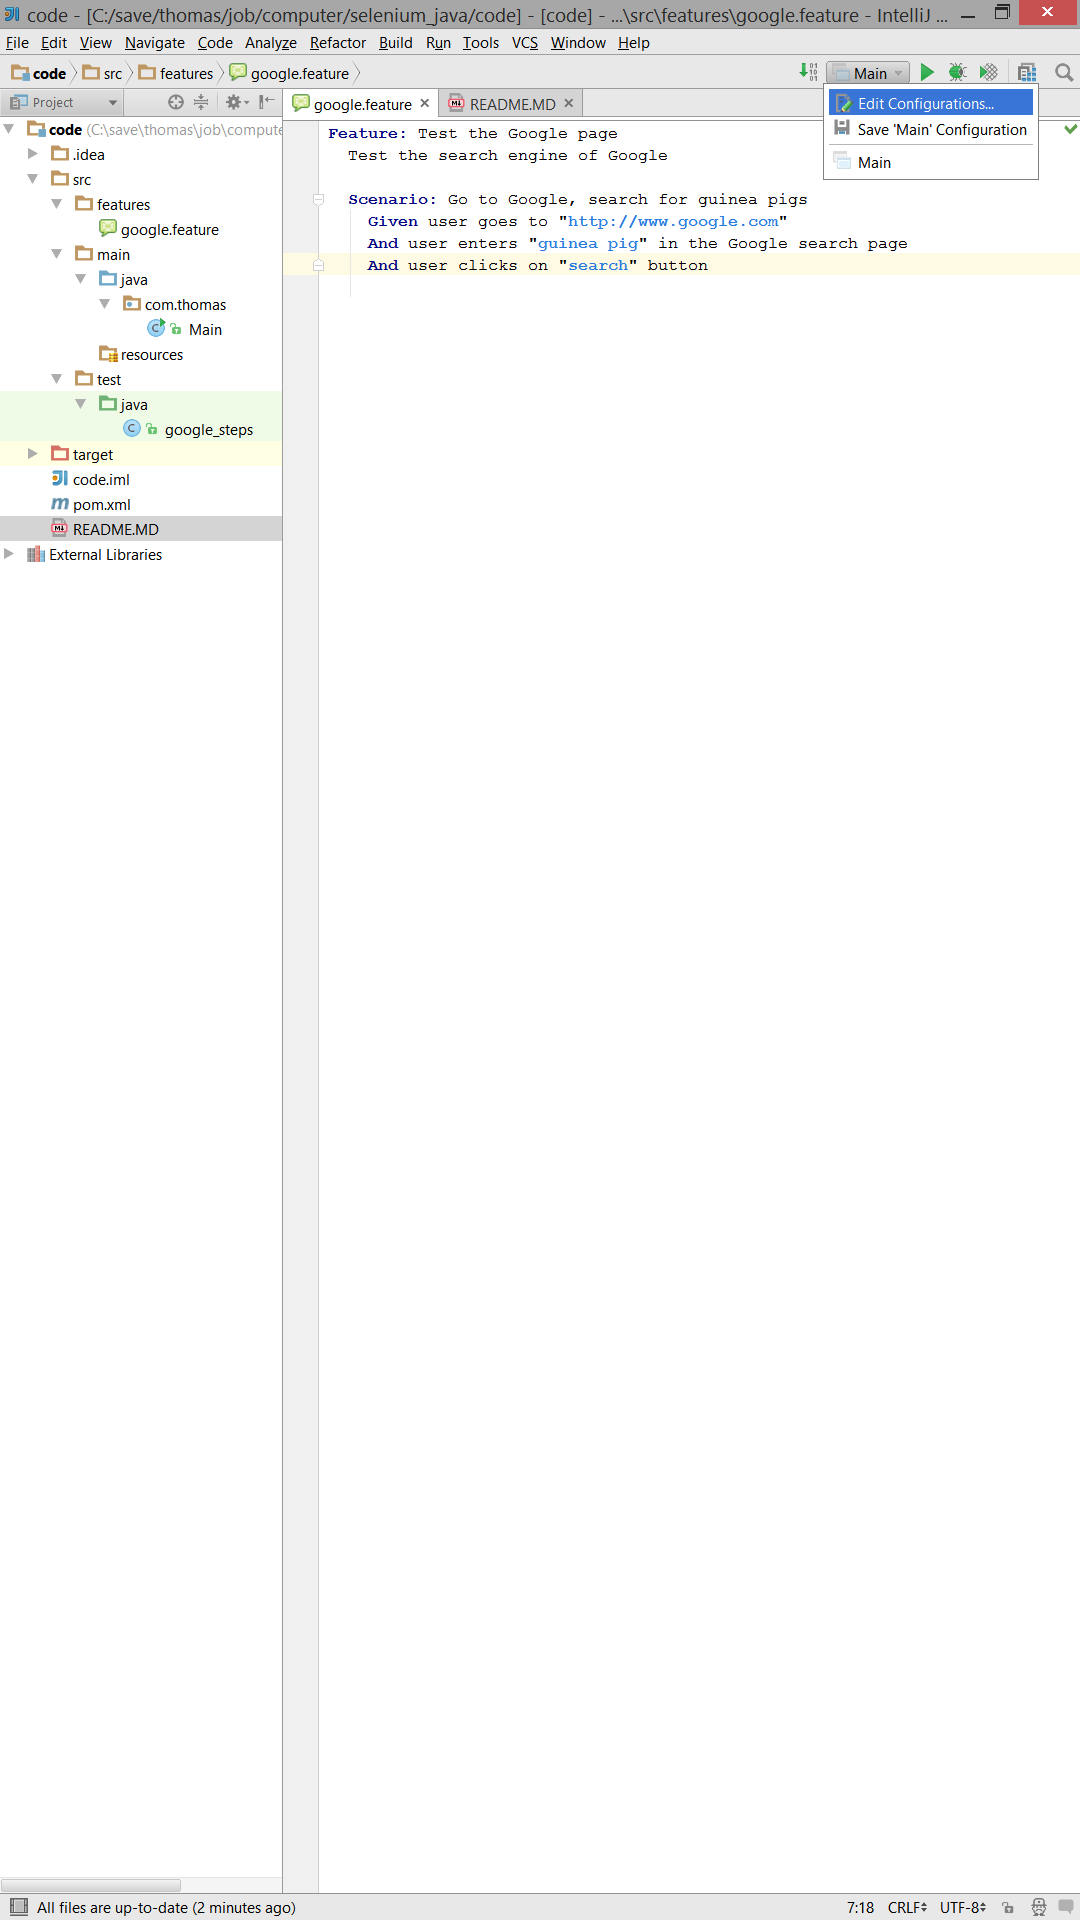 code - [C:/save/thomas/job/computer/selenium_java/code] - [code] - ...\src\features\google.feature - IntelliJ ...
File Edit View Navigate Code Analyze Refactor Build Run Tools VCS Window Help
code src features google.feature Main
Project google.feature README.MD
Edit Configurations...
Save 'Main' Configuration
Main
code (C:\save\thomas\job\compute
.idea
src
features
google.feature
main
java
com.thomas
Main
resources
test
java
google_steps
target
code.iml
pom.xml
README.MD
External Libraries
Feature: Test the Google page
Test the search engine of Google
Scenario: Go to Google, search for guinea pigs
Given user goes to "http://www.google.com"
And user enters "guinea pig" in the Google search page
And user clicks on "search" button
All files are up-to-date (2 minutes ago) 7:18 CRLF UTF-8